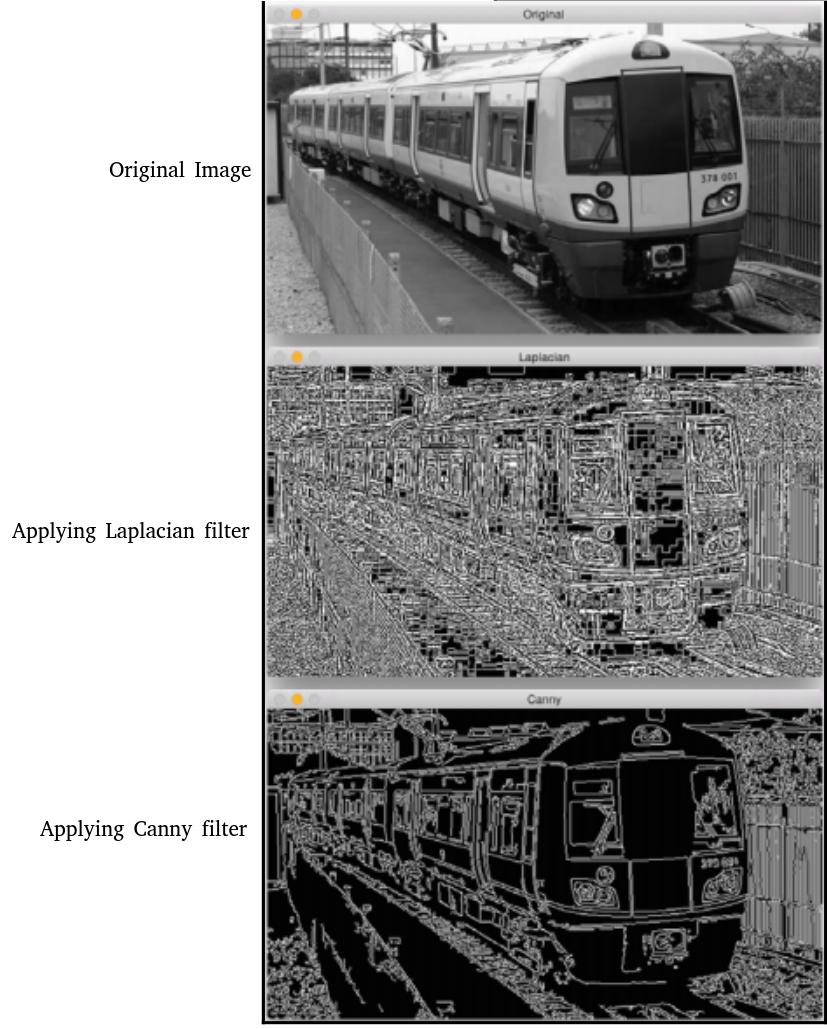 Original
Original Image
378 001
Laplacian
Applying Laplacian filter
Canny
Applying Canny filter